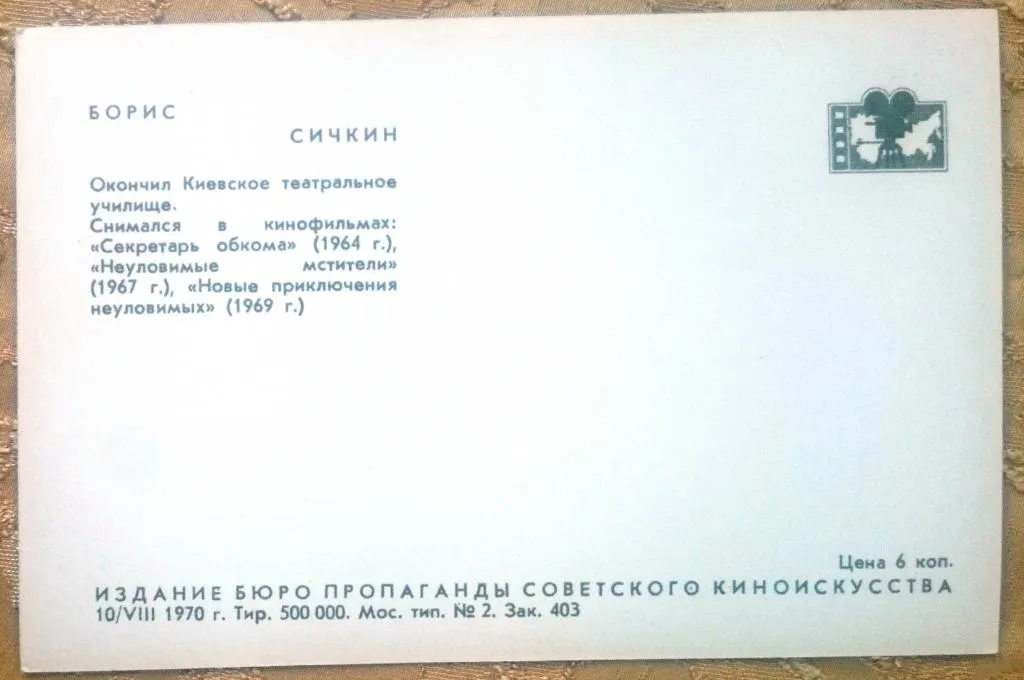 БОРИС
СИЧКИН
Окончил Киевское театральное
училище.
Снимался в кинофильмах:
«Секретарь обкома» (1964 г.),
«Неуловимые мстители»
(1967 г.), «Новые приключения
неуловимых» (1969 г.)
Цена 6 коп.
ИЗДАНИЕ БЮРО ПРОПАГАНДЫ СОВЕТСКОГО КИНОИСКУССТВА
10/VIII 1970 г. Тир. 500 000. Мос. тип. № 2. Зак. 403